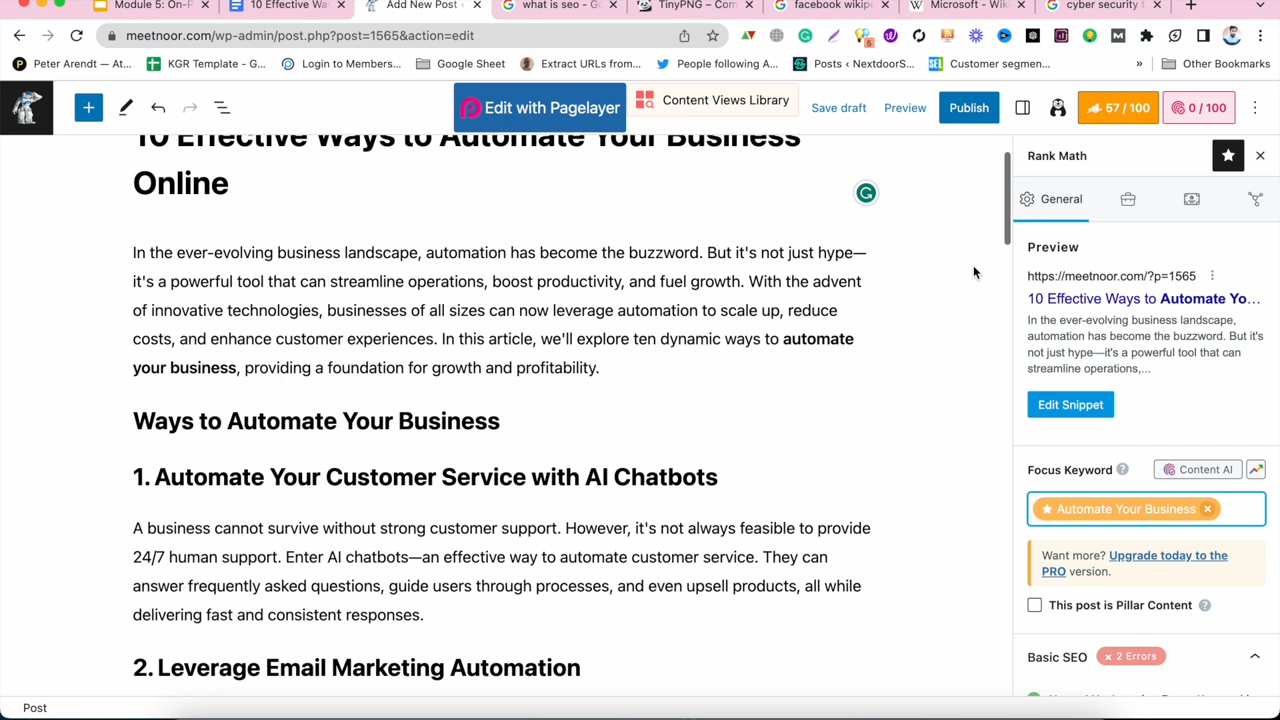 Module 5: On-P
10 Effective Wa
Add New Post ‹
what is seo - Go
TinyPNG – Com
facebook wikipe
Microsoft - Wiki
cyber security t
meetnoor.com/wp-admin/post.php?post=1565&action=edit
Peter Arendt — At...
KGR Template - G...
Login to Members...
Google Sheet
Extract URLs from...
People following A...
Posts ‹ NextdoorS...
Customer segmen...
»
Other Bookmarks
Edit with Pagelayer
Content Views Library
Save draft
Preview
Publish
57 / 100
0 / 100
10 Effective Ways to Automate Your Business
Online
In the ever-evolving business landscape, automation has become the buzzword. But it's not just hype—
it's a powerful tool that can streamline operations, boost productivity, and fuel growth. With the advent
of innovative technologies, businesses of all sizes can now leverage automation to scale up, reduce
costs, and enhance customer experiences. In this article, we'll explore ten dynamic ways to automate
your business, providing a foundation for growth and profitability.
Ways to Automate Your Business
1. Automate Your Customer Service with AI Chatbots
A business cannot survive without strong customer support. However, it's not always feasible to provide
24/7 human support. Enter AI chatbots—an effective way to automate customer service. They can
answer frequently asked questions, guide users through processes, and even upsell products, all while
delivering fast and consistent responses.
2. Leverage Email Marketing Automation
Rank Math
General
Preview
https://meetnoor.com/?p=1565
10 Effective Ways to Automate Yo...
In the ever-evolving business landscape,
automation has become the buzzword. But it's
not just hype—it's a powerful tool that can
streamline operations,...
Edit Snippet
Focus Keyword
Content AI
Automate Your Business
Want more? Upgrade today to the
PRO version.
This post is Pillar Content
Basic SEO
× 2 Errors
Post